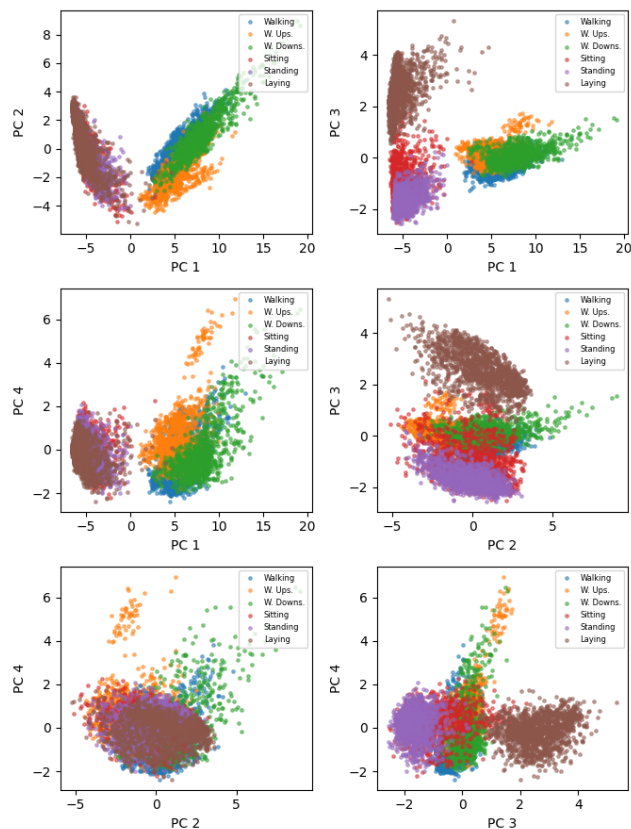 8
6
4
2
0
−2
−4
−5
0
5
10
15
20
PC 1
PC 2
Walking
W. Ups.
W. Downs.
Sitting
Standing
Laying
4
2
0
−2
−5
0
5
10
15
20
PC 1
PC 3
Walking
W. Ups.
W. Downs.
Sitting
Standing
Laying
6
4
2
0
−2
−5
0
5
10
15
20
PC 1
PC 4
Walking
W. Ups.
W. Downs.
Sitting
Standing
Laying
4
2
0
−2
−5
0
5
PC 2
PC 3
Walking
W. Ups.
W. Downs.
Sitting
Standing
Laying
6
4
2
0
−2
−5
0
5
PC 2
PC 4
Walking
W. Ups.
W. Downs.
Sitting
Standing
Laying
6
4
2
0
−2
−2
0
2
4
PC 3
PC 4
Walking
W. Ups.
W. Downs.
Sitting
Standing
Laying